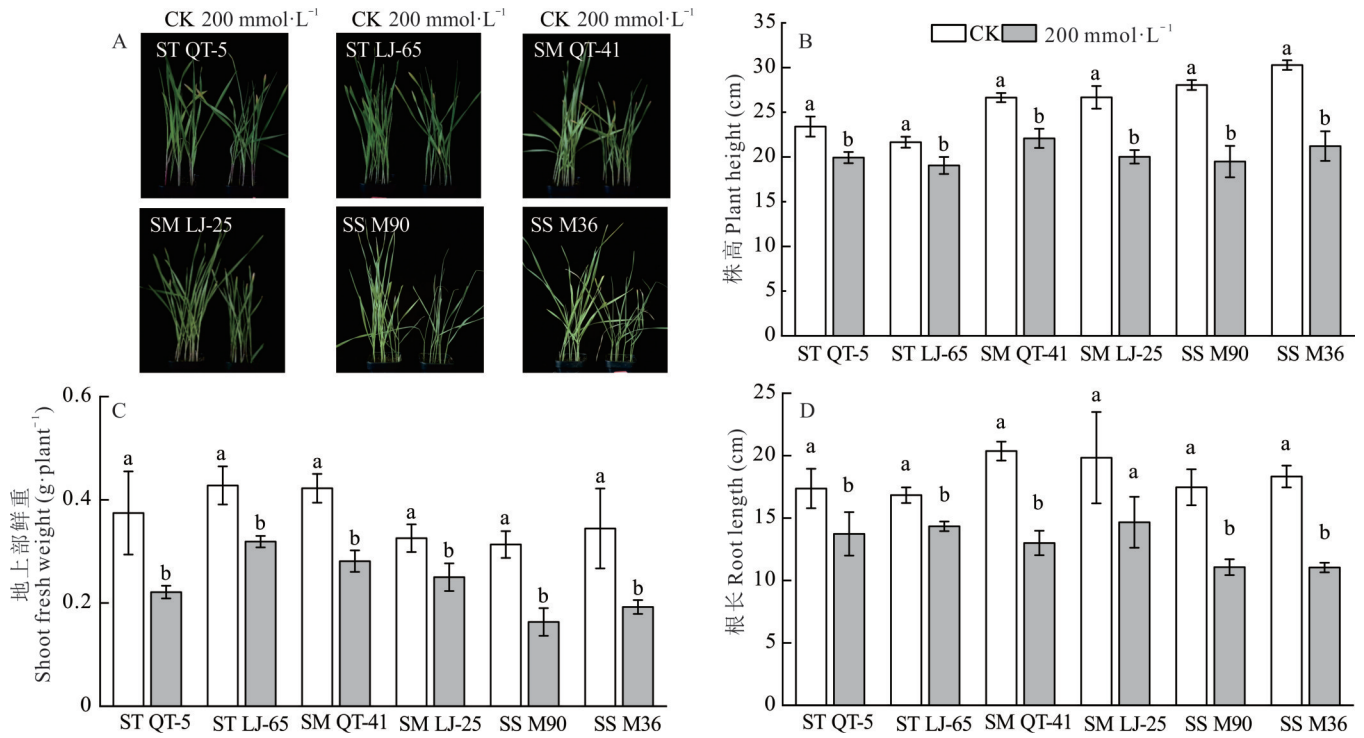 CK 200 mmol·L⁻¹ CK 200 mmol·L⁻¹ CK 200 mmol·L⁻¹
A
ST QT-5 ST LJ-65 SM QT-41
SM LJ-25 SS M90 SS M36
B
CK 200 mmol·L⁻¹
株高 Plant height (cm)
35
30
25
20
15
10
5
0
a b a b a b a b a b a b
ST QT-5 ST LJ-65 SM QT-41 SM LJ-25 SS M90 SS M36
C
地上部鲜重
Shoot fresh weight (g·plant⁻¹)
0.6
0.4
0.2
0
a b a b a b a b a b a b
ST QT-5 ST LJ-65 SM QT-41 SM LJ-25 SS M90 SS M36
D
根长 Root length (cm)
25
20
15
10
5
0
a b a b a b a a a b a b
ST QT-5 ST LJ-65 SM QT-41 SM LJ-25 SS M90 SS M36